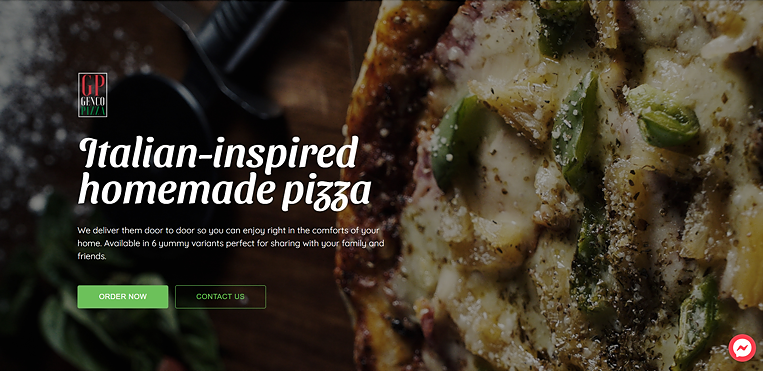 GP
GENCO
PIZZA
Italian-inspired
homemade pizza
We deliver them door to door so you can enjoy right in the comforts of your
home. Available in 6 yummy variants perfect for sharing with your family and
friends.
ORDER NOW
CONTACT US